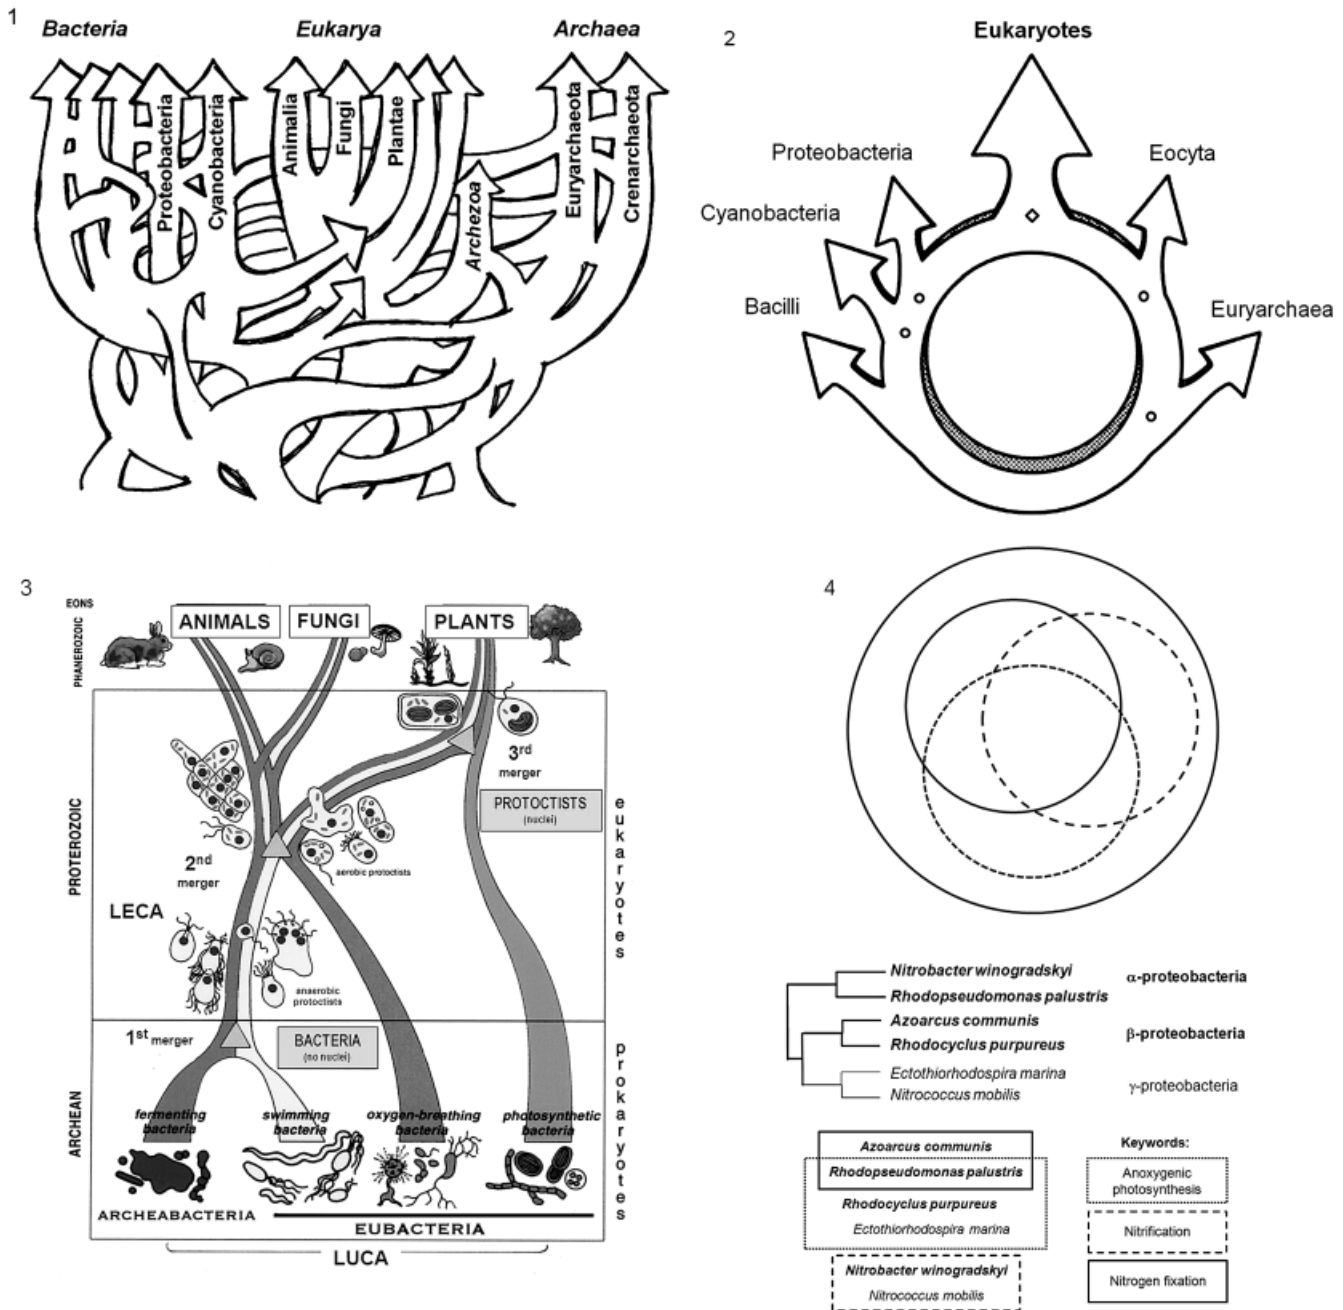 1
Bacteria
Eukarya
Archaea
Proteobacteria
Cyanobacteria
Animalia
Fungi
Plantae
Archezoa
Euryarchaeota
Crenarchaeota
2
Eukaryotes
Proteobacteria
Eocyta
Cyanobacteria
Bacilli
Euryarchaea
3
EONS
PHANEROZOIC
ANIMALS
FUNGI
PLANTS
PROTEROZOIC
3rd
merger
PROTOCTISTS
(nuclei)
2nd
merger
aerobic protoctists
LECA
anaerobic
protoctists
eukaryotes
ARCHEAN
1st merger
BACTERIA
(no nuclei)
prokaryotes
fermenting
bacteria
swimming
bacteria
oxygen-breathing
bacteria
photosynthetic
bacteria
ARCHEABACTERIA
EUBACTERIA
LUCA
4
Nitrobacter winogradskyi
Rhodopseudomonas palustris
α-proteobacteria
Azoarcus communis
Rhodocyclus purpureus
β-proteobacteria
Ectothiorhodospira marina
Nitrococcus mobilis
γ-proteobacteria
Azoarcus communis
Rhodopseudomonas palustris
Rhodocyclus purpureus
Ectothiorhodospira marina
Nitrobacter winogradskyi
Nitrococcus mobilis
Keywords:
Anoxygenic
photosynthesis
Nitrification
Nitrogen fixation